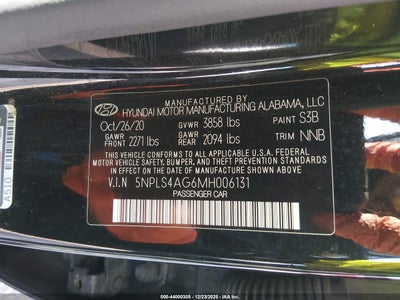 MANUFACTURED BY
HYUNDAI MOTOR MANUFACTURING ALABAMA, LLC
Oct/26/20 GVWR 3858 lbs PAINT S3B
GAWR FRONT 2271 lbs GAWR REAR 2094 lbs TRIM NNB
THIS VEHICLE CONFORMS TO ALL APPLICABLE FEDERAL
MOTOR VEHICLE SAFETY, BUMPER, AND THEFT PREVENTION
STANDARDS IN EFFECT ON THE DATE OF MANUFACTURE
SHOWN ABOVE.
V.I.N 5NPLS4AG6MH006131
PASSENGER CAR
A510
000-44000305 - 12/23/2025 - IAA Inc.